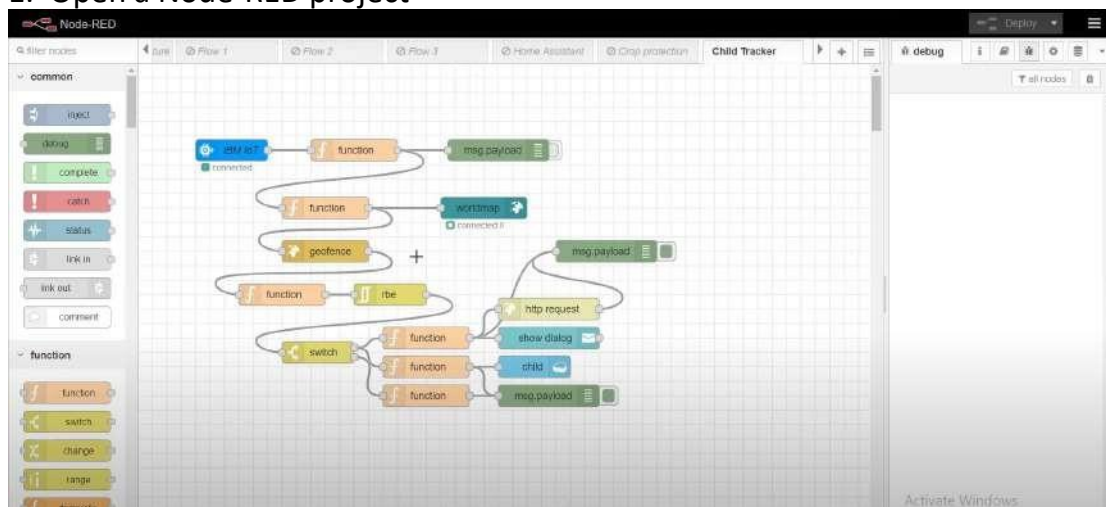 1. Open a Node-RED project
Node-RED
Deploy
filter nodes
Flow 1
Flow 2
Flow 3
Home Assistant
Crop protection
Child Tracker
debug
all nodes
common
inject
debug
complete
catch
status
link in
link out
comment
function
function
switch
change
range
IBM IoT
connected
function
msg.payload
function
worldmap
geofence
msg.payload
function
rbe
http request
switch
function
show dialog
function
child
function
msg.payload
Activate Windows